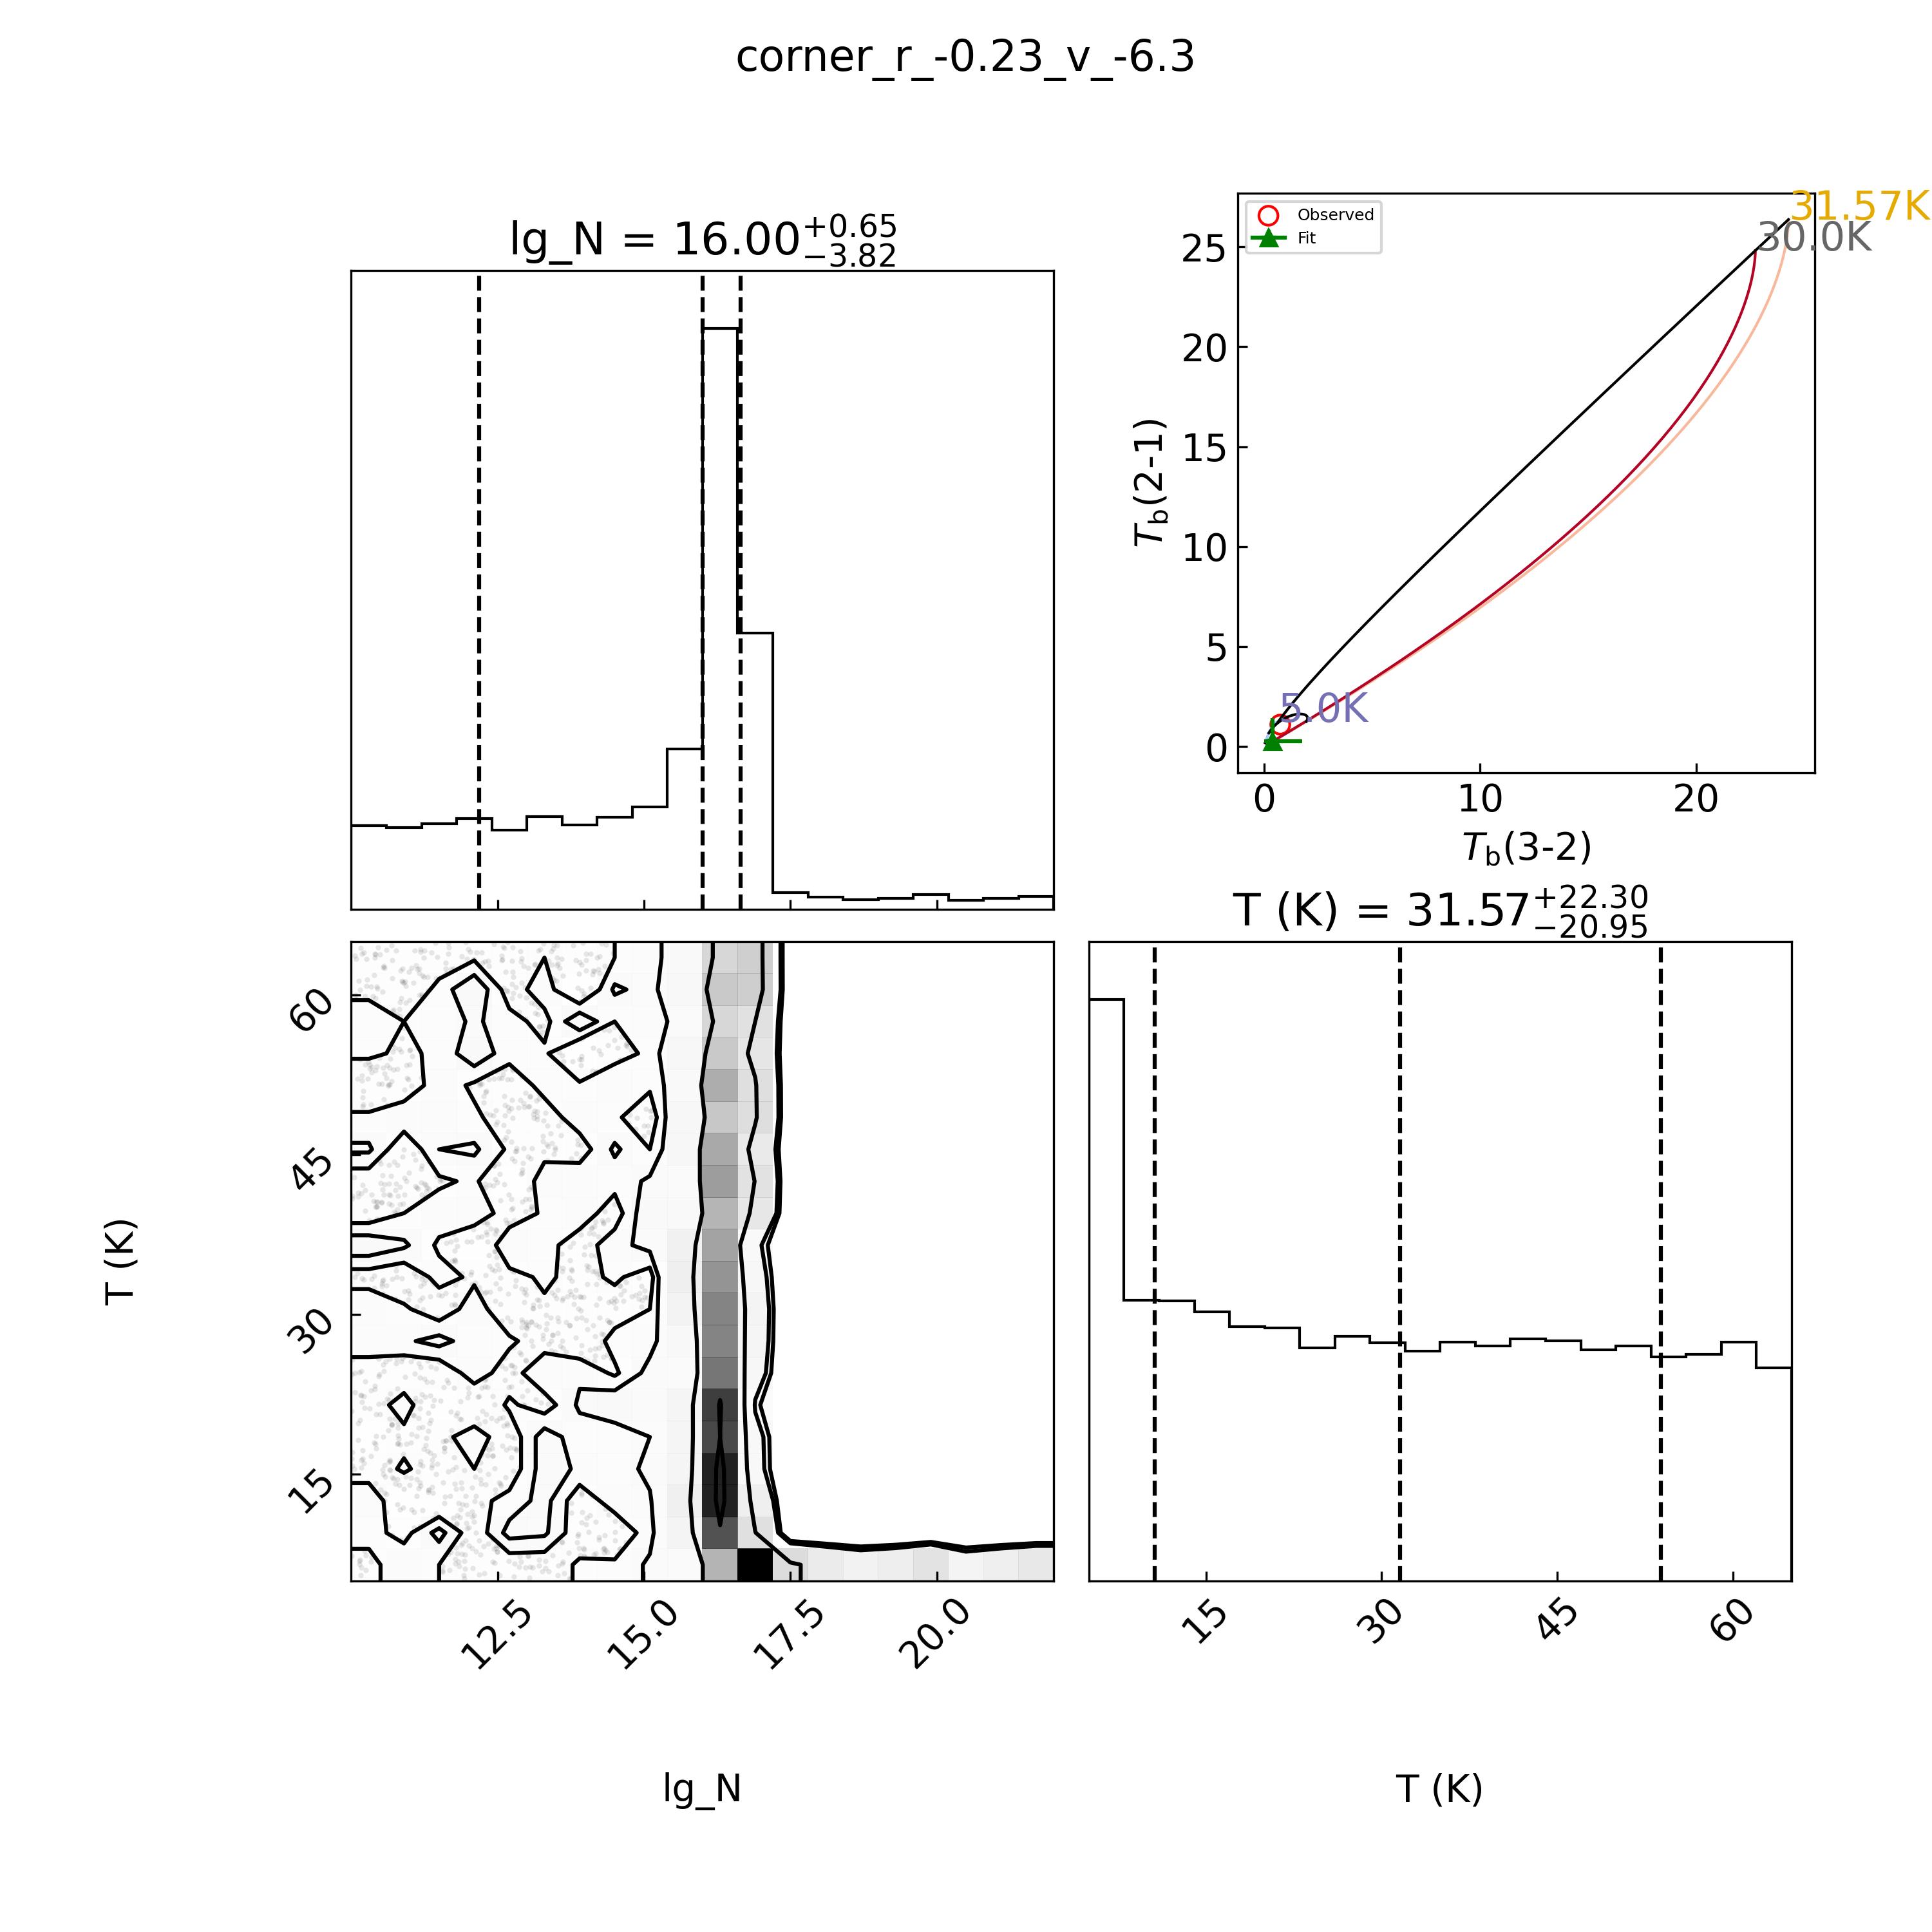 corner_r_-0.23_v_-6.3
lg_N = 16.00+0.65−3.82
31.57K
30.0K
Observed
Fit
25
20
15
10
5
0
5.0K
Tb(2-1)
0 10 20
Tb(3-2)
T (K) = 31.57+22.30−20.95
60
45
30
15
T (K)
12.5 15.0 17.5 20.0
15 30 45 60
lg_N
T (K)